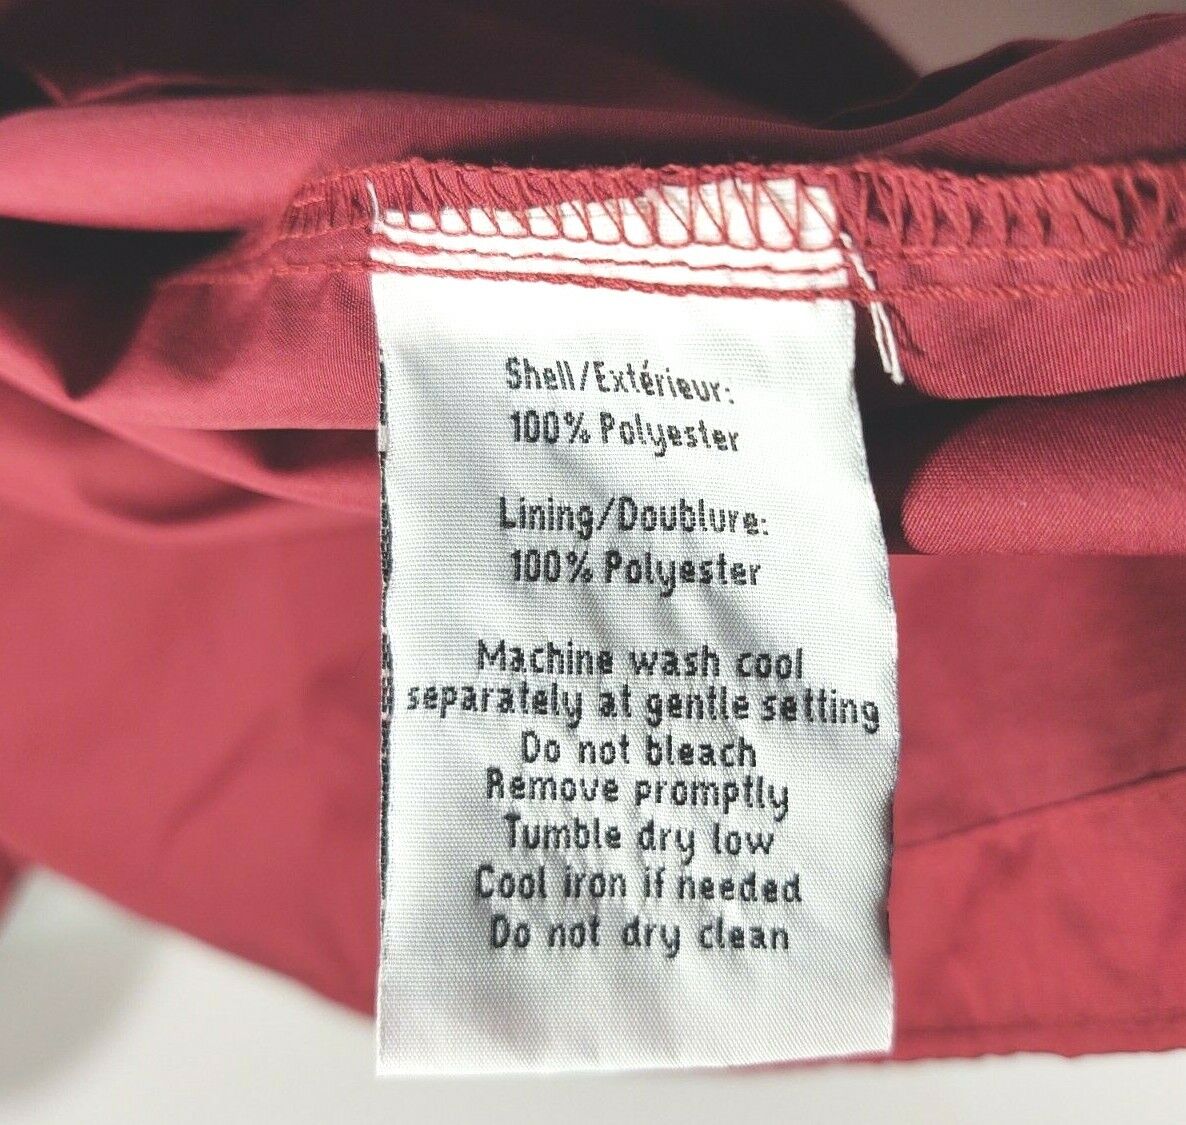 Shell/Extérieur:
100% Polyester
Lining/Doublure:
100% Polyester
Machine wash cool
separately at gentle setting
Do not bleach
Remove promptly
Tumble dry low
Cool iron if needed
Do not dry clean